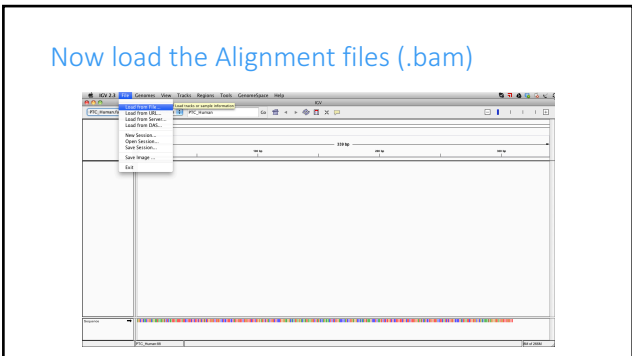 Now load the Alignment files (.bam)
IGV 2.3 File Genomes View Tracks Regions Tools GenomeSpace Help
IGV
PTC_Human PTC_Human Go
Load from File... Load tracks or sample information
Load from URL...
Load from Server...
Load from DAS...
New Session...
Open Session...
Save Session...
Save Image ...
Exit
Sequence